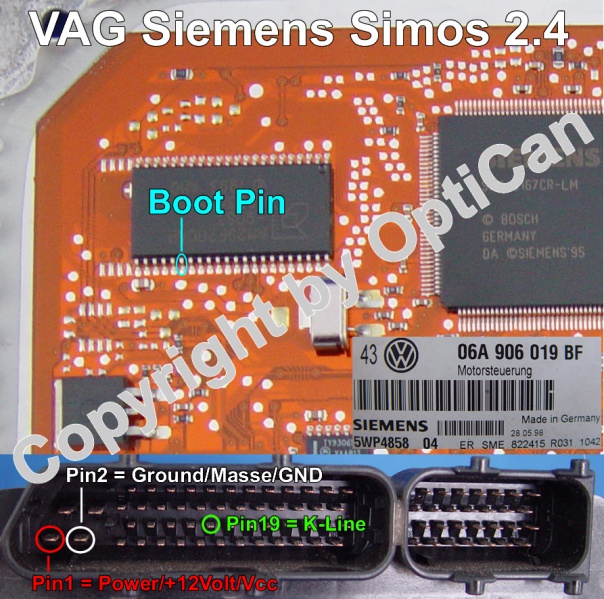 VAG Siemens Simos 2.4
SIEMENS
167CR-LM
Boot Pin
© BOSCH
GERMANY
DA © SIEMENS'95
Copyright by OptiCan
43 06A 906 019 BF
Motorsteuerung
SIEMENS
Made in Germany
28.05.98
5WP4858 04 ER SME 822415 R031 1042
Pin2 = Ground/Masse/GND
Pin19 = K-Line
Pin1 = Power/+12Volt/Vcc